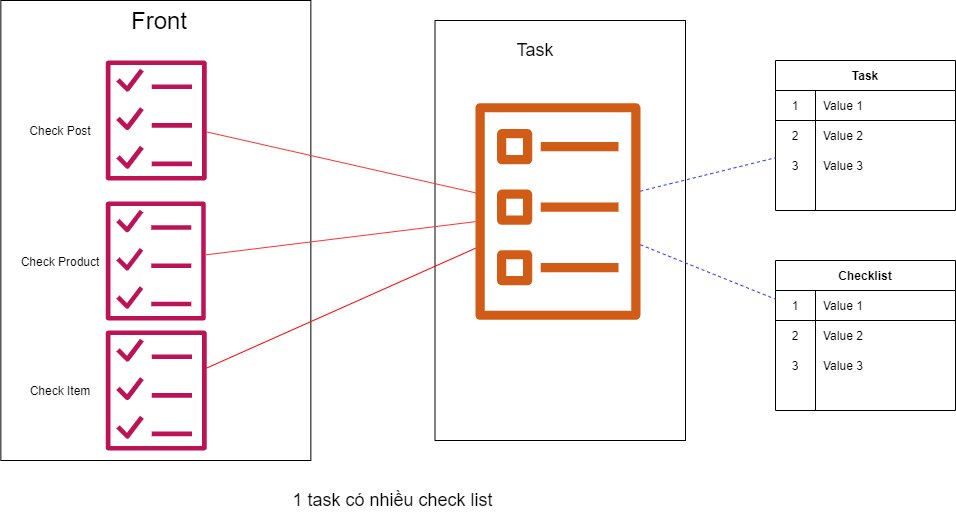 Front
Check Post
Check Product
Check Item
Task
Task
1 Value 1
2 Value 2
3 Value 3
Checklist
1 Value 1
2 Value 2
3 Value 3
1 task có nhiều check list